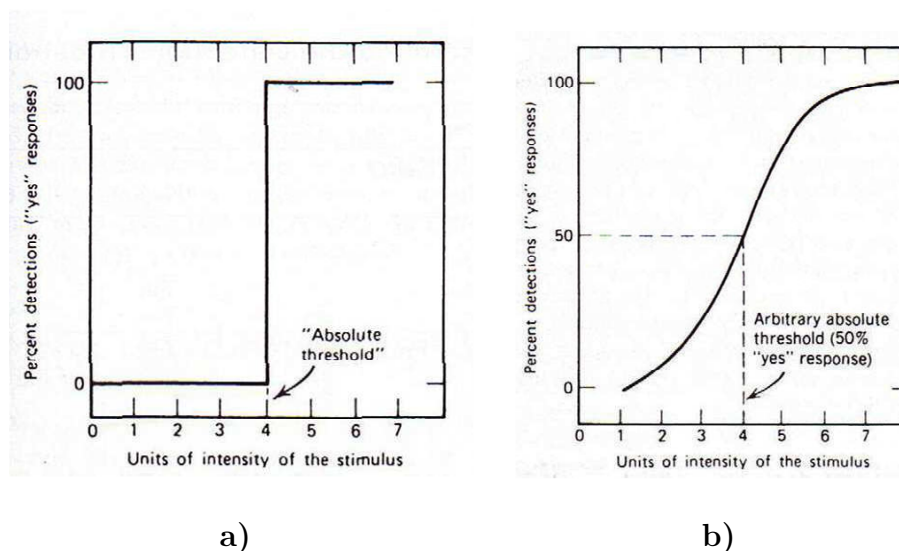 Percent detections ("yes" responses)
100
0
"Absolute
threshold"
0 1 2 3 4 5 6 7
Units of intensity of the stimulus
a)
Percent detections ("yes" responses)
100
50
0
Arbitrary absolute
threshold (50%
"yes" response)
0 1 2 3 4 5 6 7
Units of intensity of the stimulus
b)